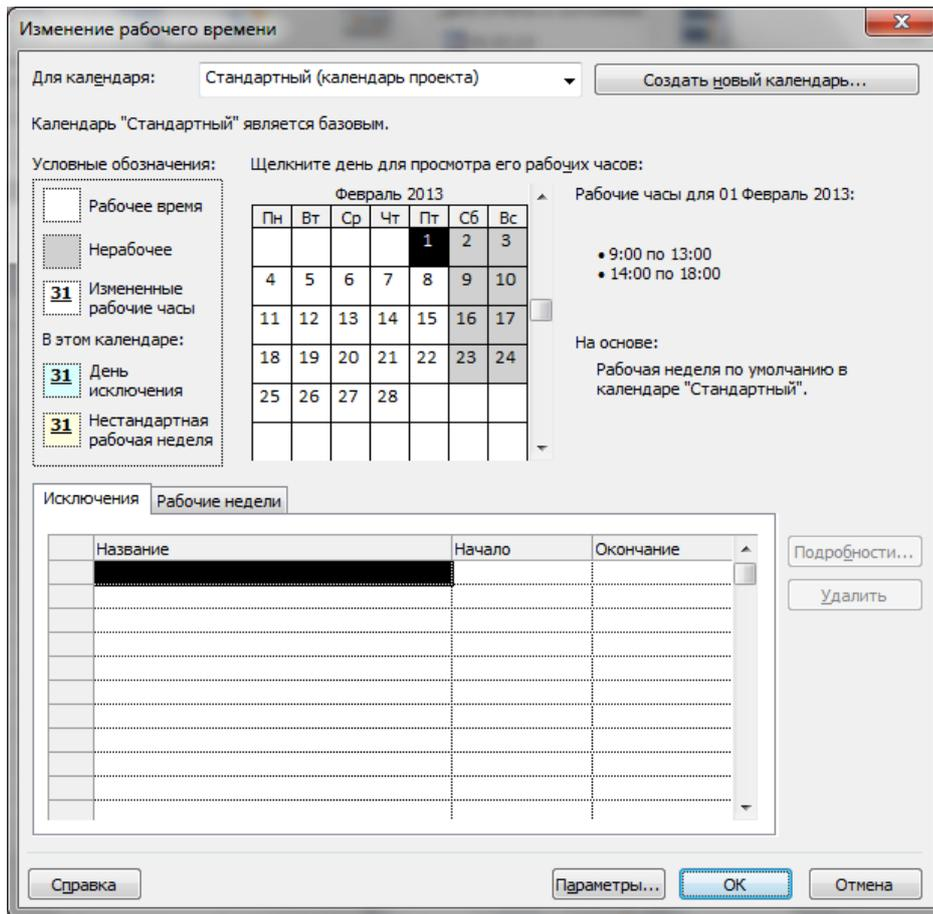 Изменение рабочего времени
Для календаря:
Стандартный (календарь проекта)
Создать новый календарь...
Календарь "Стандартный" является базовым.
Условные обозначения:
Рабочее время
Нерабочее
31 Измененные
рабочие часы
В этом календаре:
31 День
исключения
31 Нестандартная
рабочая неделя
Щелкните день для просмотра его рабочих часов:
Февраль 2013
Пн Вт Ср Чт Пт Сб Вс
1 2 3
4 5 6 7 8 9 10
11 12 13 14 15 16 17
18 19 20 21 22 23 24
25 26 27 28
Рабочие часы для 01 Февраль 2013:
• 9:00 по 13:00
• 14:00 по 18:00
На основе:
Рабочая неделя по умолчанию в
календаре "Стандартный".
Исключения Рабочие недели
Название Начало Окончание
Подробности...
Удалить
Справка Параметры... ОК Отмена